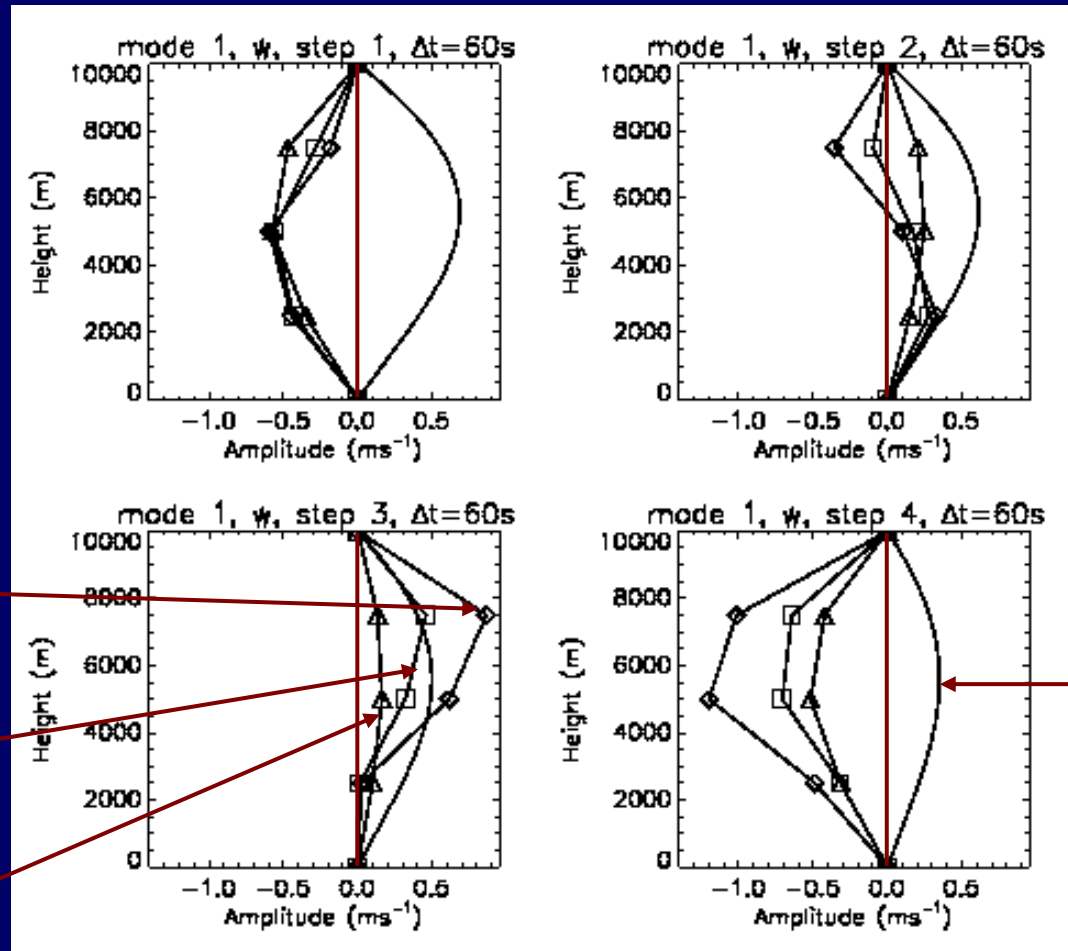 mode 1, w, step 1, Δt=60s
10000
8000
6000
4000
2000
0
Height (m)
-1.0 -0.5 0.0 0.5
Amplitude (ms⁻¹)
mode 1, w, step 2, Δt=60s
10000
8000
6000
4000
2000
0
Height (m)
-1.0 -0.5 0.0 0.5
Amplitude (ms⁻¹)
mode 1, w, step 3, Δt=60s
10000
8000
6000
4000
2000
0
Height (m)
-1.0 -0.5 0.0 0.5
Amplitude (ms⁻¹)
mode 1, w, step 4, Δt=60s
10000
8000
6000
4000
2000
0
Height (m)
-1.0 -0.5 0.0 0.5
Amplitude (ms⁻¹)